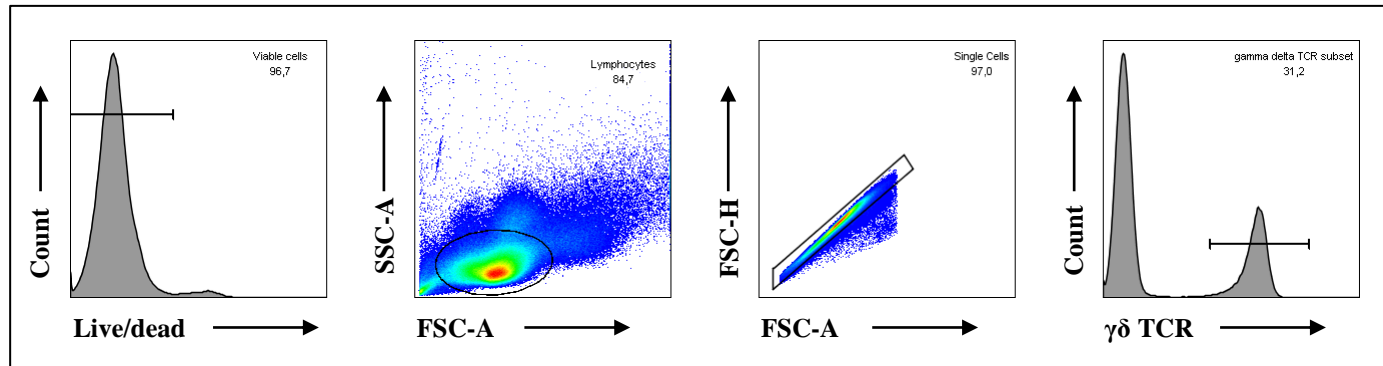 Viable cells
96,7
Count
Live/dead
Lymphocytes
84,7
SSC-A
FSC-A
Single Cells
97,0
FSC-H
FSC-A
gamma delta TCR subset
31,2
Count
γδ TCR